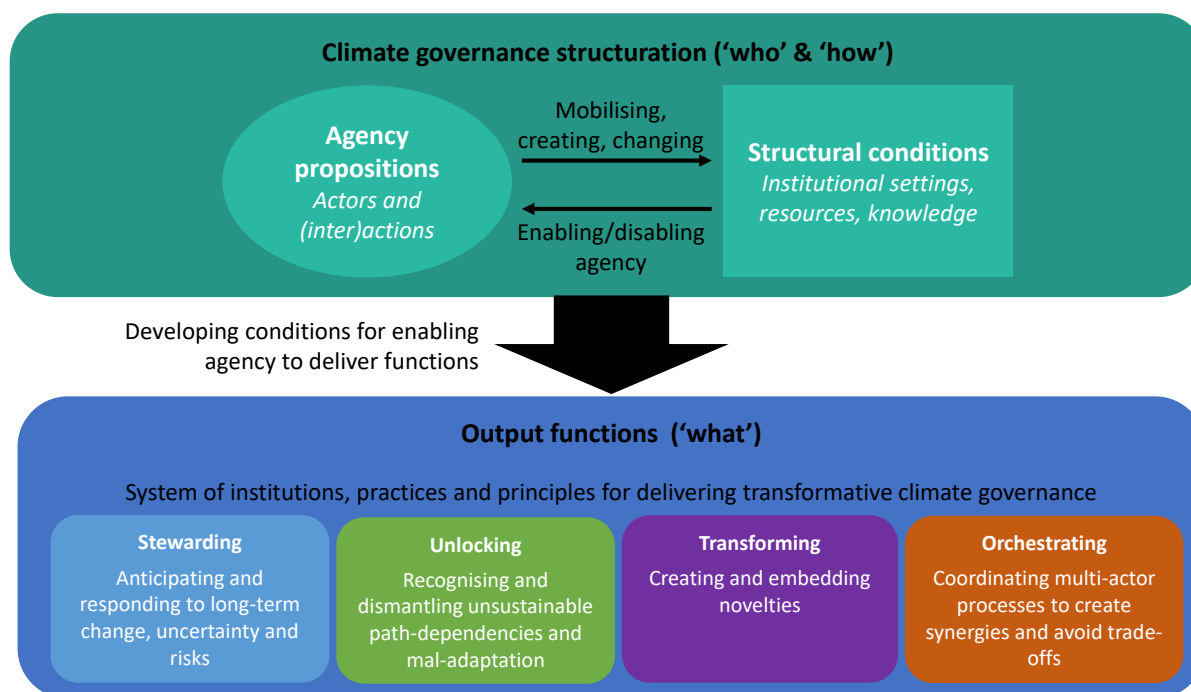 Climate governance structuration (‘who’ & ‘how’)
Agency
propositions
Actors and
(inter)actions
Mobilising,
creating, changing
Enabling/disabling
agency
Structural conditions
Institutional settings,
resources, knowledge
Developing conditions for enabling
agency to deliver functions
Output functions (‘what’)
System of institutions, practices and principles for delivering transformative climate governance
Stewarding
Anticipating and
responding to long-term
change, uncertainty and
risks
Unlocking
Recognising and
dismantling unsustainable
path-dependencies and
mal-adaptation
Transforming
Creating and embedding
novelties
Orchestrating
Coordinating multi-actor
processes to create
synergies and avoid trade-
offs